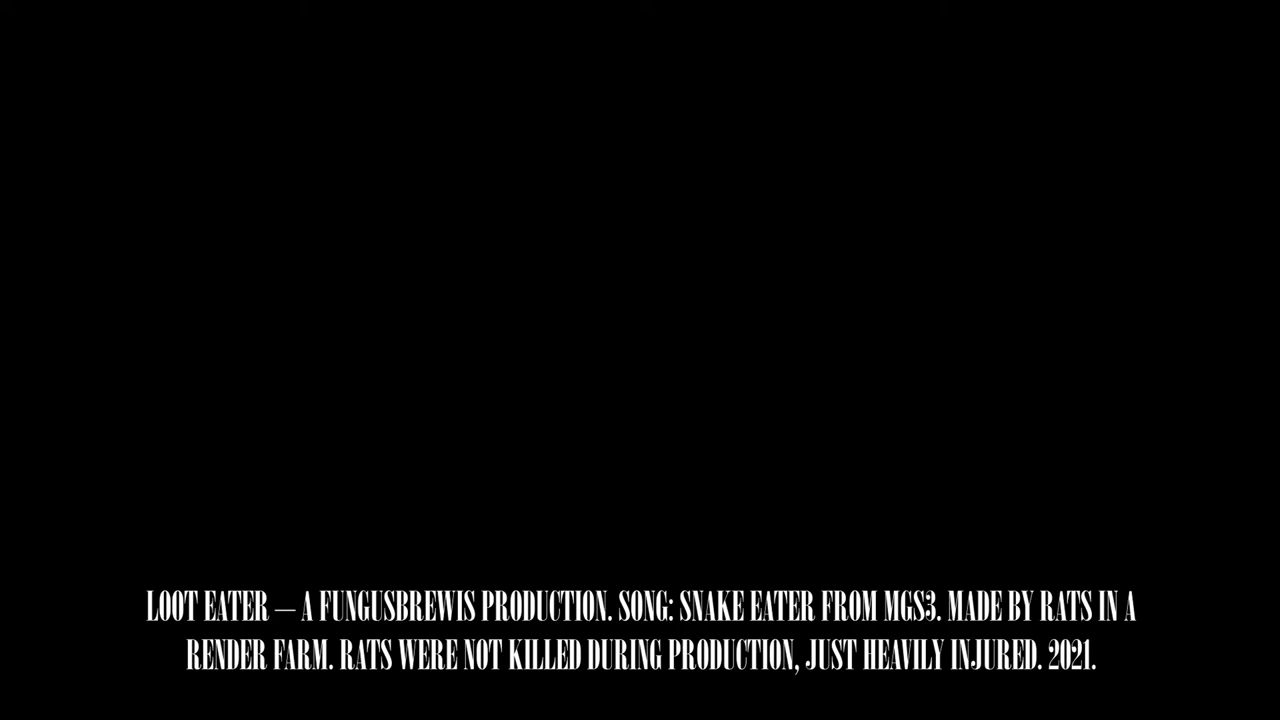 LOOT EATER — A FUNGUSBREWIS PRODUCTION. SONG: SNAKE EATER FROM MGS3. MADE BY RATS IN A
RENDER FARM. RATS WERE NOT KILLED DURING PRODUCTION, JUST HEAVILY INJURED. 2021.